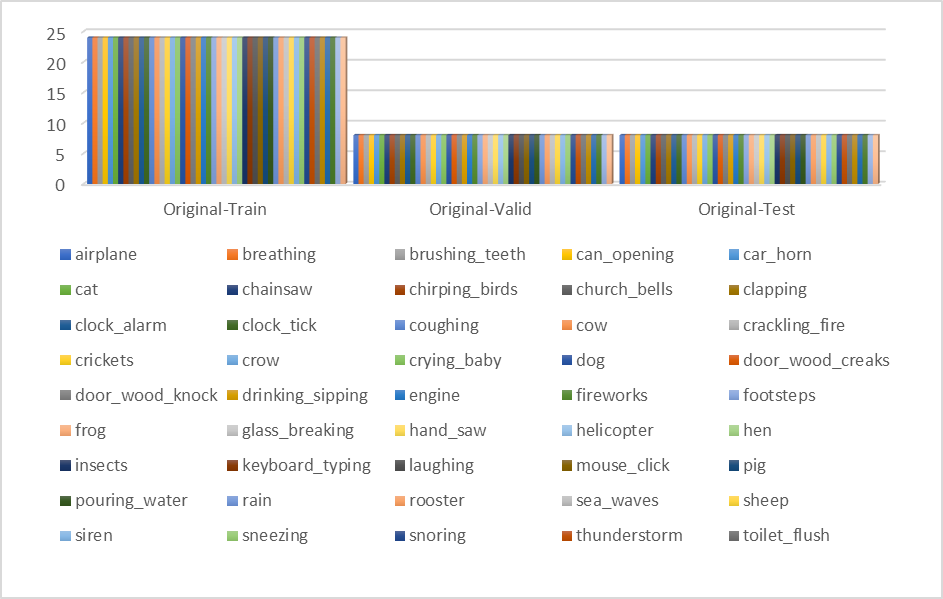 25
20
15
10
5
0
Original-Train Original-Valid Original-Test
airplane breathing brushing_teeth can_opening car_horn
cat chainsaw chirping_birds church_bells clapping
clock_alarm clock_tick coughing cow crackling_fire
crickets crow crying_baby dog door_wood_creaks
door_wood_knock drinking_sipping engine fireworks footsteps
frog glass_breaking hand_saw helicopter hen
insects keyboard_typing laughing mouse_click pig
pouring_water rain rooster sea_waves sheep
siren sneezing snoring thunderstorm toilet_flush